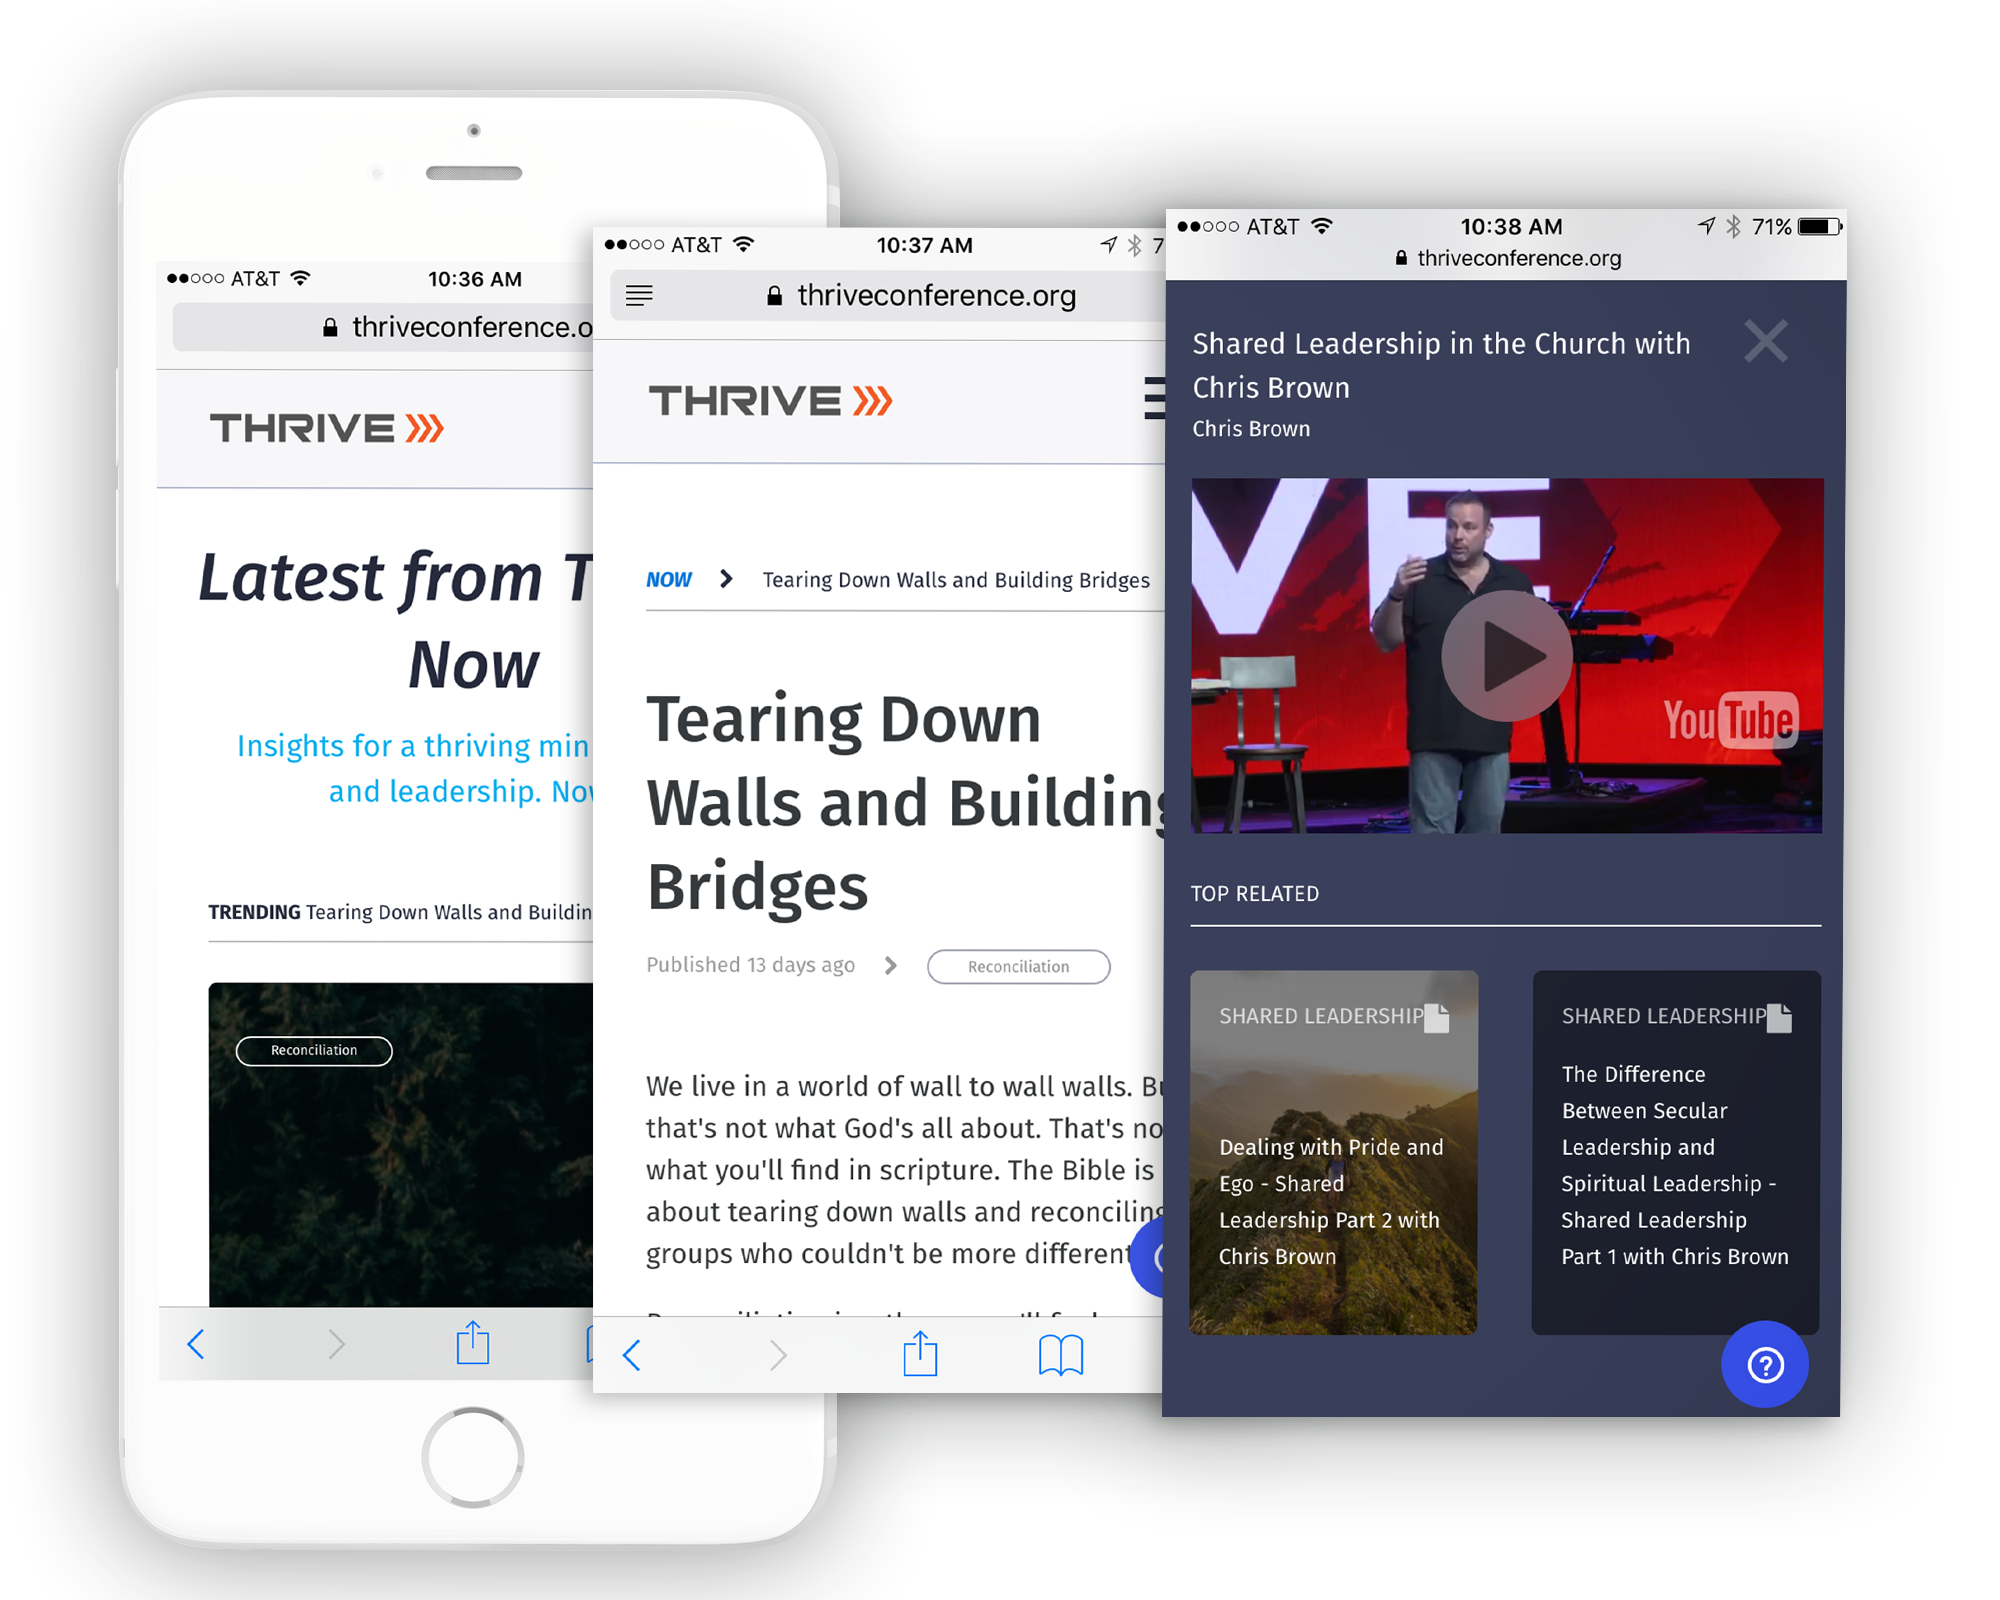 AT&T 10:36 AM
thriveconference.o
THRIVE
Latest from T
Now
Insights for a thriving min
and leadership. Nov
TRENDING Tearing Down Walls and Buildin
Reconciliation
AT&T 10:37 AM 7
thriveconference.org
THRIVE
NOW Tearing Down Walls and Building Bridges
Tearing Down
Walls and Building
Bridges
Published 13 days ago Reconciliation
We live in a world of wall to wall walls. Bu
that's not what God's all about. That's no
what you'll find in scripture. The Bible is
about tearing down walls and reconciling
groups who couldn't be more different
AT&T 10:38 AM 71%
thriveconference.org
Shared Leadership in the Church with
Chris Brown
Chris Brown
VE
YouTube
TOP RELATED
SHARED LEADERSHIP
Dealing with Pride and
Ego - Shared
Leadership Part 2 with
Chris Brown
SHARED LEADERSHIP
The Difference
Between Secular
Leadership and
Spiritual Leadership -
Shared Leadership
Part 1 with Chris Brown
?